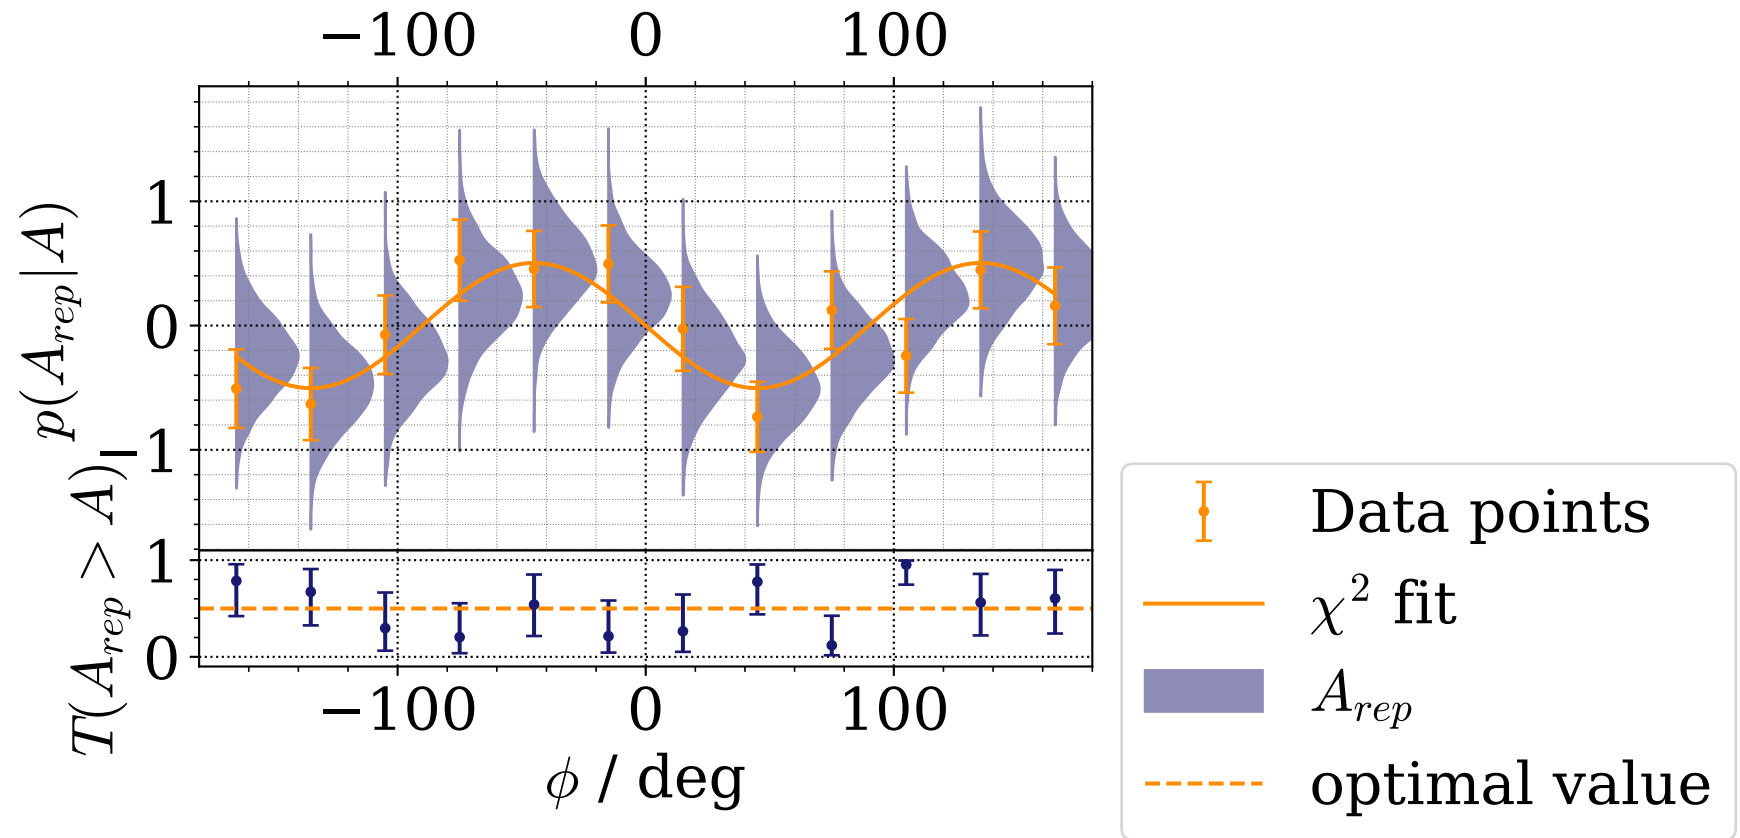 −100 0 100
p(A_rep|A)
1
0
−1
T(A_rep > A)
1
0
−100 0 100
ϕ / deg
Data points
χ² fit
A_rep
optimal value